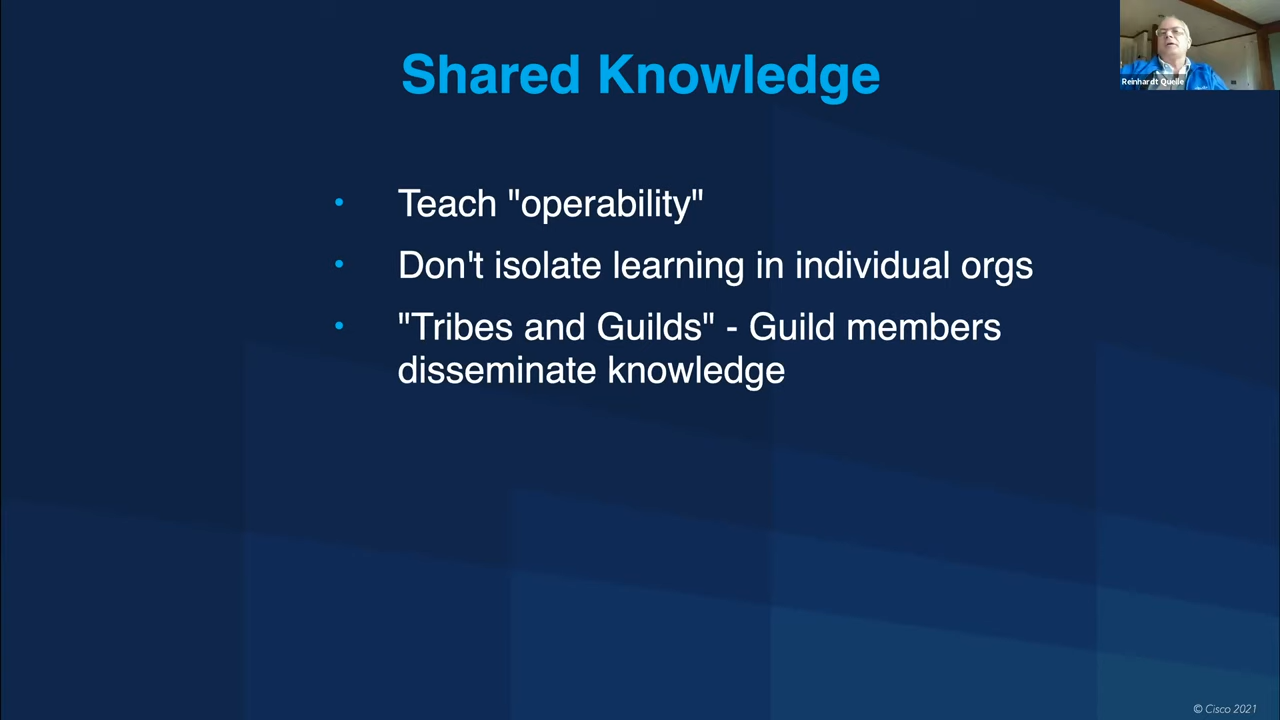 Shared Knowledge
Reinhardt Quelle
• Teach "operability"
• Don't isolate learning in individual orgs
• "Tribes and Guilds" - Guild members
disseminate knowledge
© Cisco 2021